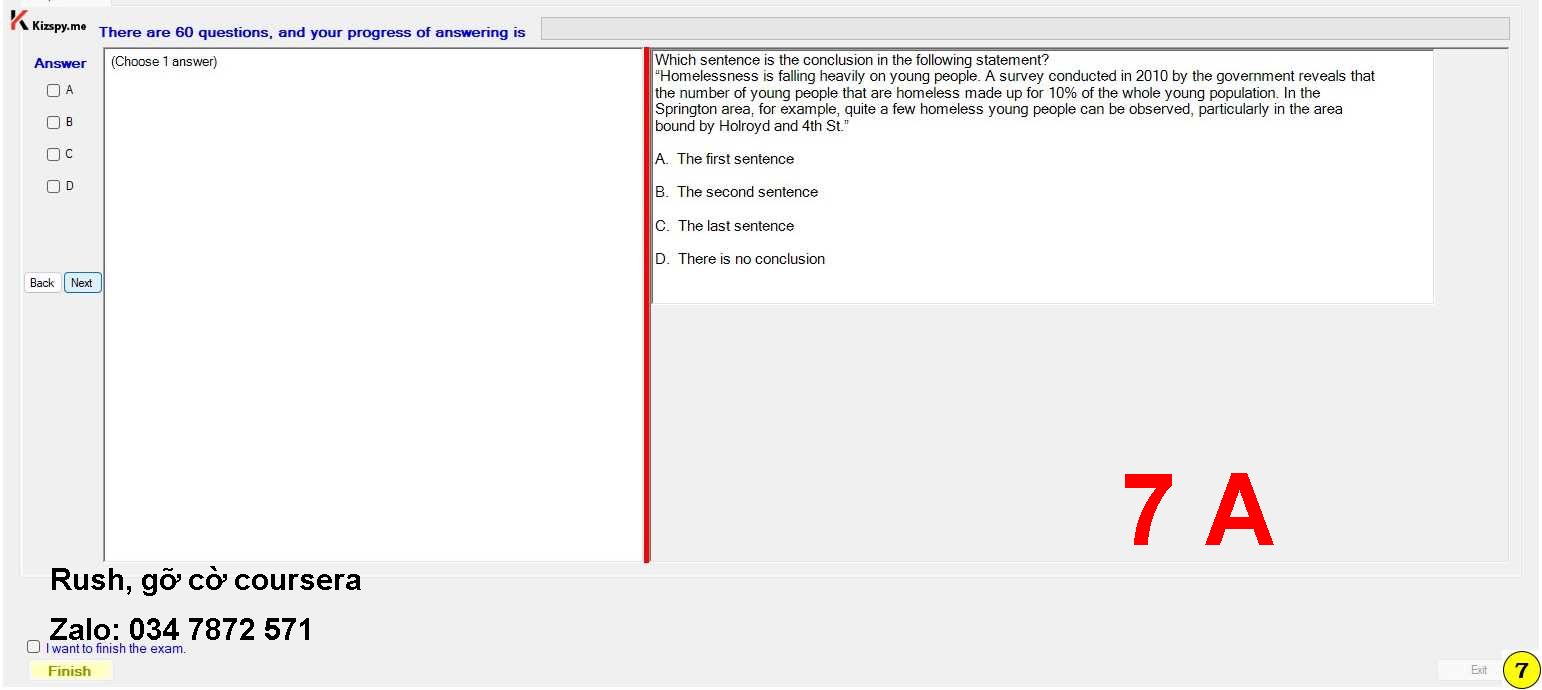 Kizspy.me
There are 60 questions, and your progress of answering is
Answer
A
B
C
D
Back Next
(Choose 1 answer)
Which sentence is the conclusion in the following statement?
“Homelessness is falling heavily on young people. A survey conducted in 2010 by the government reveals that
the number of young people that are homeless made up for 10% of the whole young population. In the
Springton area, for example, quite a few homeless young people can be observed, particularly in the area
bound by Holroyd and 4th St.”
A. The first sentence
B. The second sentence
C. The last sentence
D. There is no conclusion
7 A
Rush, gỡ cờ coursera
Zalo: 034 7872 571
I want to finish the exam.
Finish
Exit
7